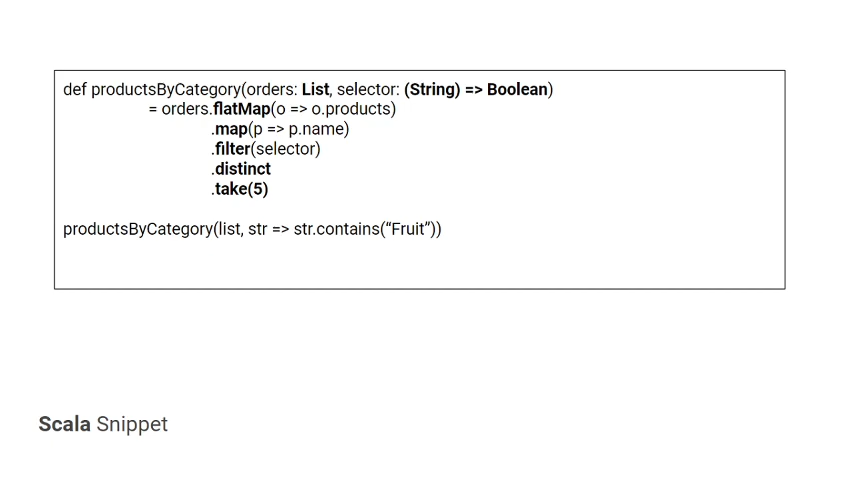 def productsByCategory(orders: List, selector: (String) => Boolean)
= orders.flatMap(o => o.products)
.map(p => p.name)
.filter(selector)
.distinct
.take(5)
productsByCategory(list, str => str.contains(“Fruit”))
Scala Snippet